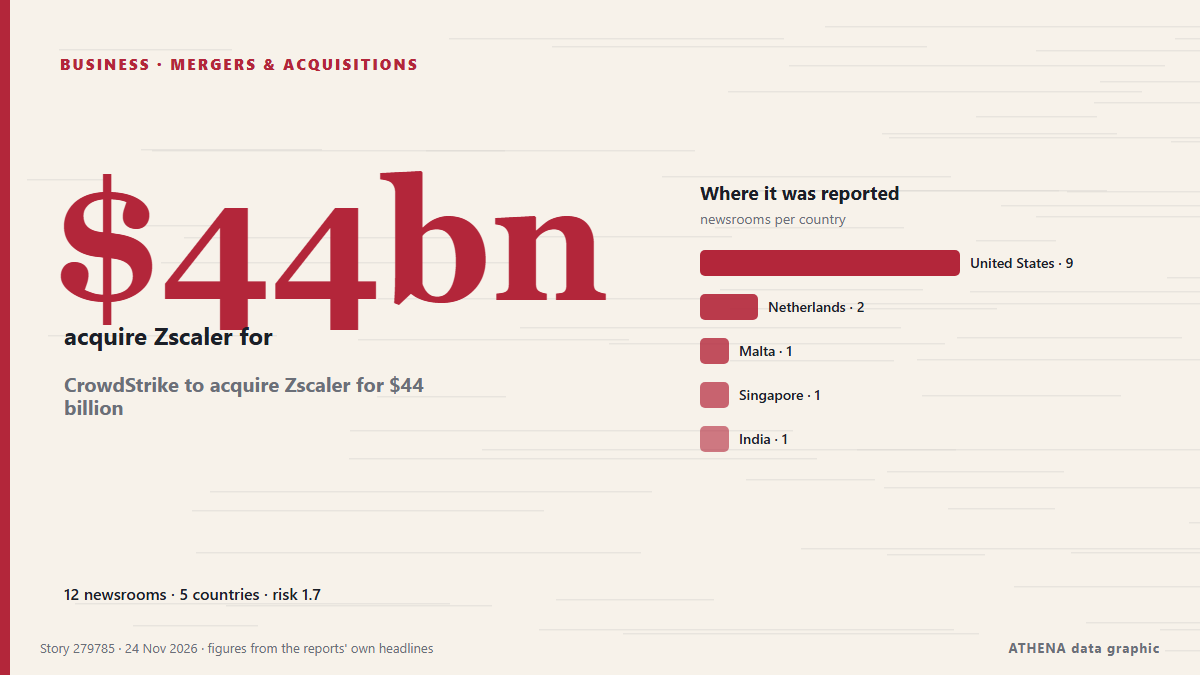 BUSINESS · MERGERS & ACQUISITIONS
$44bn
acquire Zscaler for
CrowdStrike to acquire Zscaler for $44
billion
Where it was reported
newsrooms per country
United States · 9
Netherlands · 2
Malta · 1
Singapore · 1
India · 1
12 newsrooms · 5 countries · risk 1.7
Story 279785 · 24 Nov 2026 · figures from the reports' own headlines
ATHENA data graphic